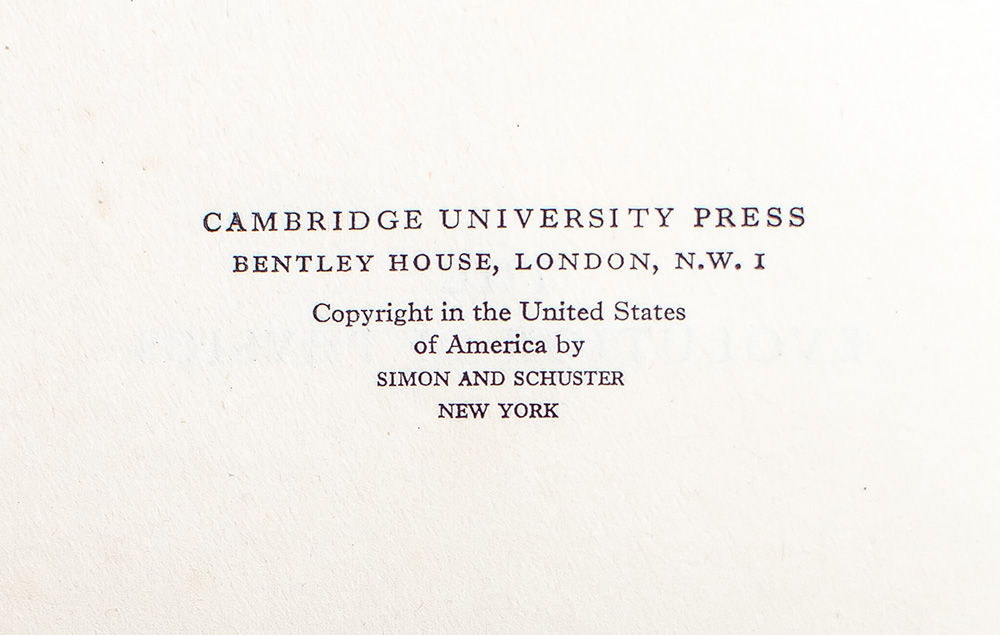 CAMBRIDGE UNIVERSITY PRESS
BENTLEY HOUSE, LONDON, N.W. I
Copyright in the United States
of America by
SIMON AND SCHUSTER
NEW YORK